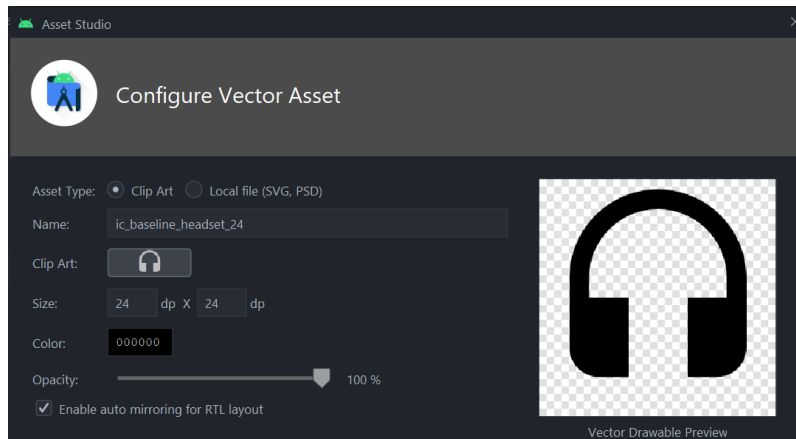 Asset Studio
Configure Vector Asset
Asset Type: Clip Art Local file (SVG, PSD)
Name: ic_baseline_headset_24
Clip Art:
Size: 24 dp X 24 dp
Color: 000000
Opacity: 100 %
Enable auto mirroring for RTL layout
Vector Drawable Preview